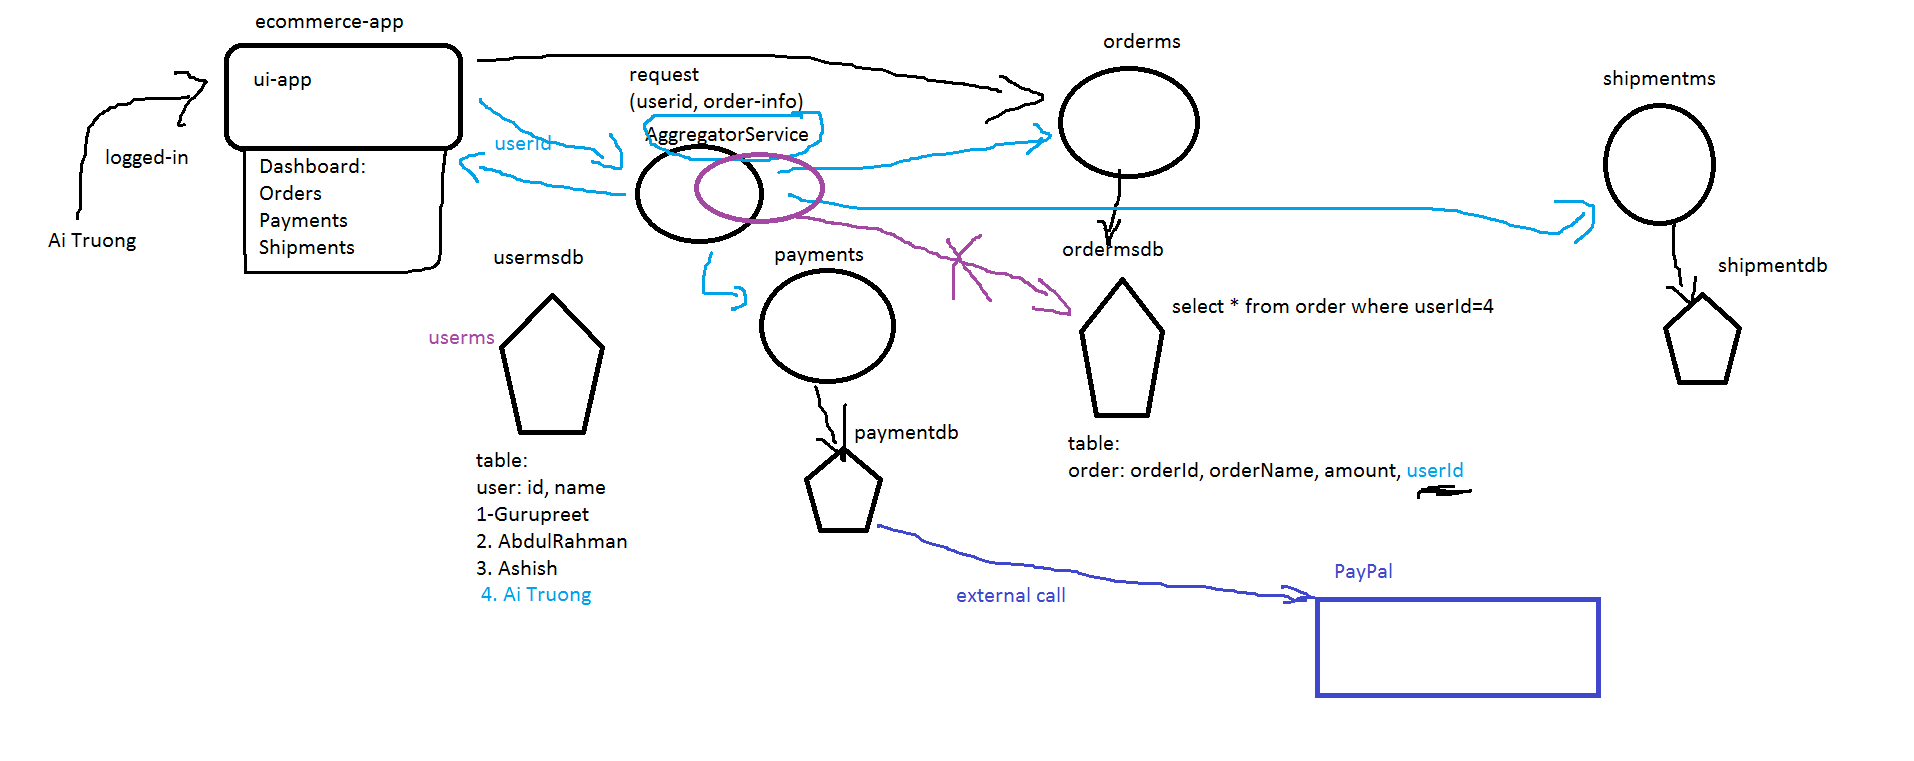 ecommerce-app
ui-app
logged-in
Ai Truong
Dashboard:
Orders
Payments
Shipments
userId
request
(userid, order-info)
AggregatorService
orderms
shipmentms
usermsdb
userms
payments
ordermsdb
select * from order where userId=4
shipmentdb
table:
user: id, name
1-Gurupreet
2. AbdulRahman
3. Ashish
4. Ai Truong
paymentdb
table:
order: orderId, orderName, amount, userId
external call
PayPal